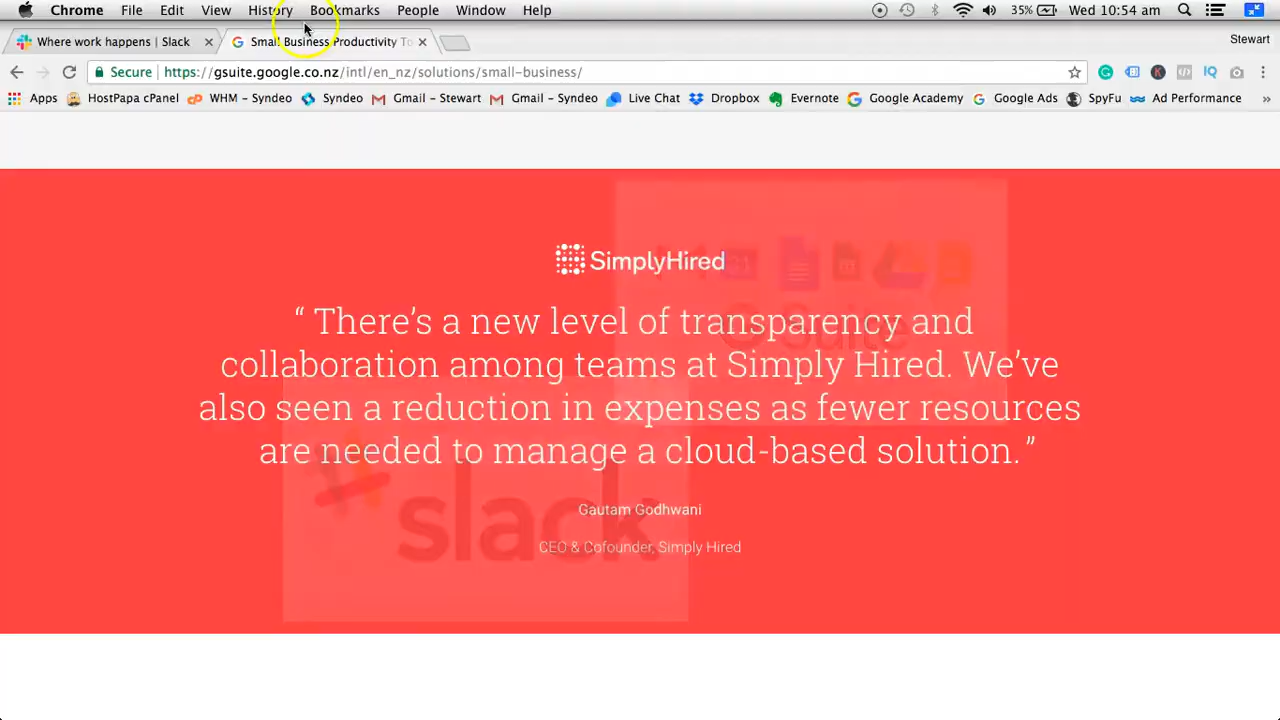 Chrome File Edit View History Bookmarks People Window Help 35% Wed 10:54 am
Where work happens | Slack Small Business Productivity To Stewart
Secure https://gsuite.google.co.nz/intl/en_nz/solutions/small-business/
Apps HostPapa cPanel WHM – Syndeo Syndeo Gmail – Stewart Gmail – Syndeo Live Chat Dropbox Evernote Google Academy Google Ads SpyFu Ad Performance »
SimplyHired
“ There’s a new level of transparency and
G Suite
collaboration among teams at Simply Hired. We’ve
also seen a reduction in expenses as fewer resources
are needed to manage a cloud-based solution. ”
slack
Gautam Godhwani
CEO & Cofounder, Simply Hired